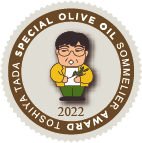 SPECIAL OLIVE OIL SOMMELIER AWARD TOSHIYA TADA
2022